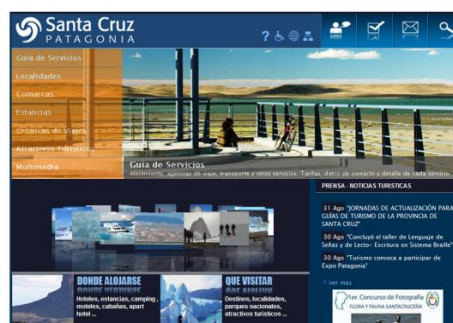 Santa Cruz
PATAGONIA
Guía de Servicios
Localidades
Comarcas
Estancias
Crónicas de Viajes
Atractivos Turísticos
Multimedia
Guía de Servicios
Alojamiento, agencias de viaje, transporte y otros servicios. Tarifas, datos de contacto y detalle de cada servicio
PRENSA - NOTICIAS TURISTICAS
31 Ago "JORNADAS DE ACTUALIZACIÓN PARA
GUÍAS DE TURISMO DE LA PROVINCIA DE
SANTA CRUZ"
30 Ago "Concluyó el taller de Lenguaje de
Señas y de Lecto- Escritura en Sistema Braille"
30 Ago "Turismo convoca a participar de
Expo Patagonia"
ver mas
DONDE ALOJARSE
Hoteles, estancias, camping,
moteles, cabañas, apart
hotel ...
QUE VISITAR
Destinos, localidades,
parques nacionales,
atractivos turísticos ...
1er. Concurso de Fotografía
FLORA Y FAUNA SANTACRUCEÑA